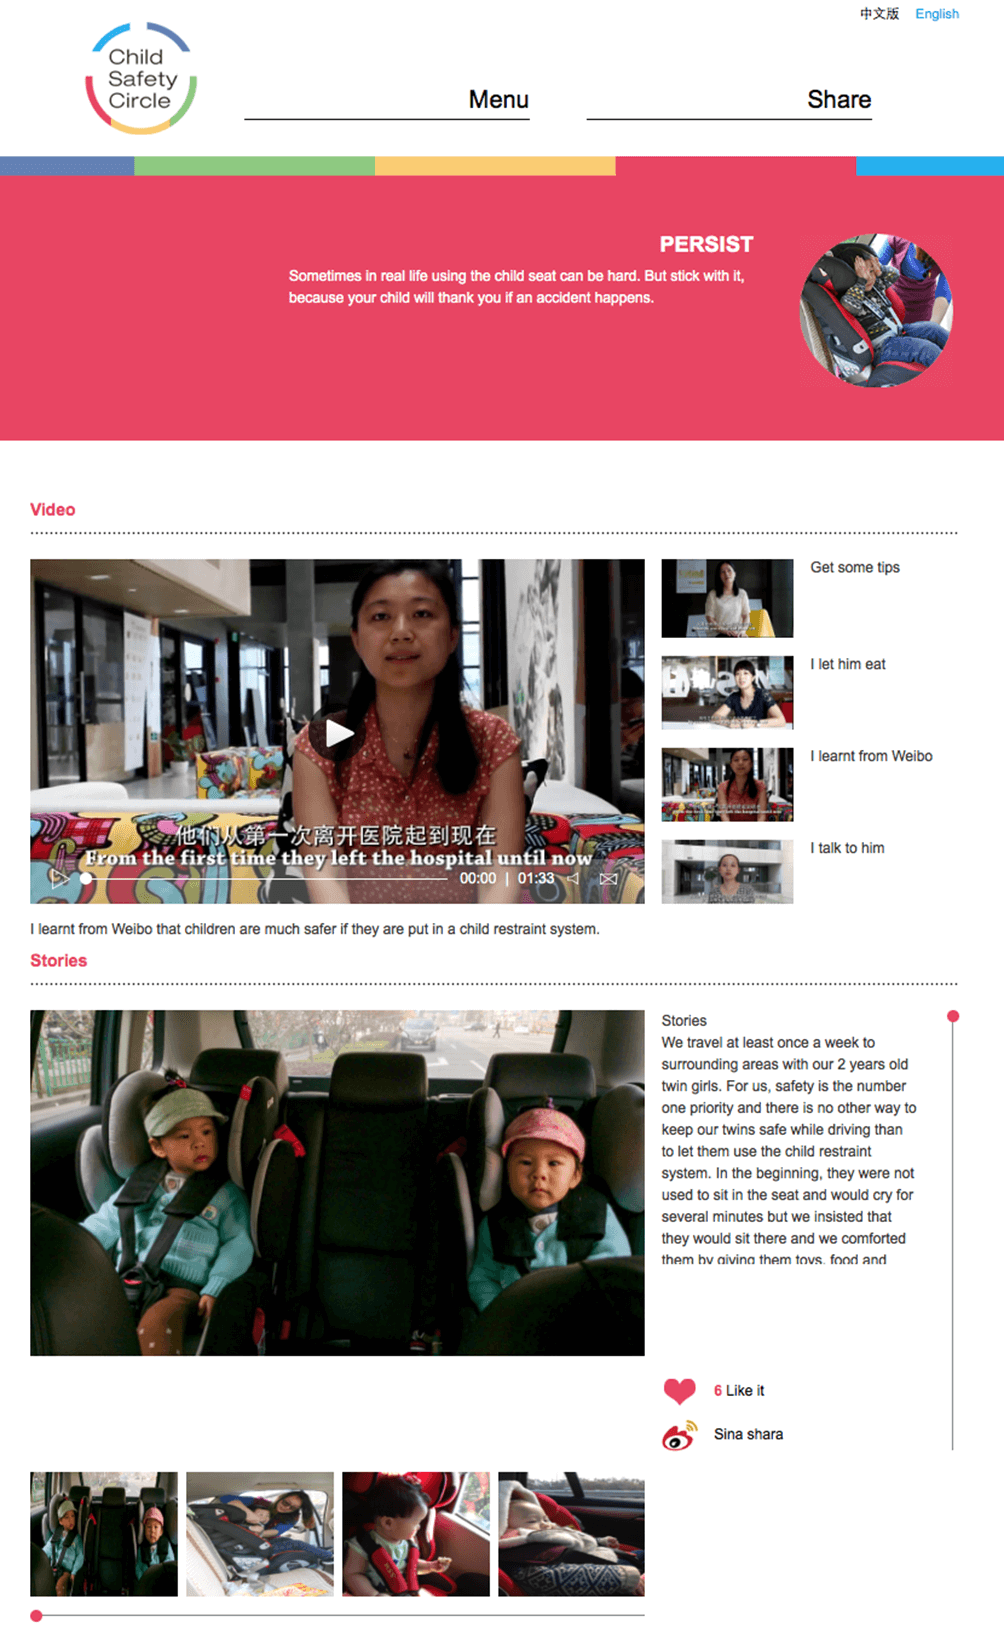 中文版 English
Child
Safety
Circle
Menu Share
PERSIST
Sometimes in real life using the child seat can be hard. But stick with it,
because your child will thank you if an accident happens.
Video
他们从第一次离开医院起到现在
From the first time they left the hospital until now
00:00 | 01:33
Get some tips
I let him eat
I learnt from Weibo
I talk to him
I learnt from Weibo that children are much safer if they are put in a child restraint system.
Stories
Stories
We travel at least once a week to
surrounding areas with our 2 years old
twin girls. For us, safety is the number
one priority and there is no other way to
keep our twins safe while driving than
to let them use the child restraint
system. In the beginning, they were not
used to sit in the seat and would cry for
several minutes but we insisted that
they would sit there and we comforted
them by giving them toys, food and
6 Like it
Sina shara